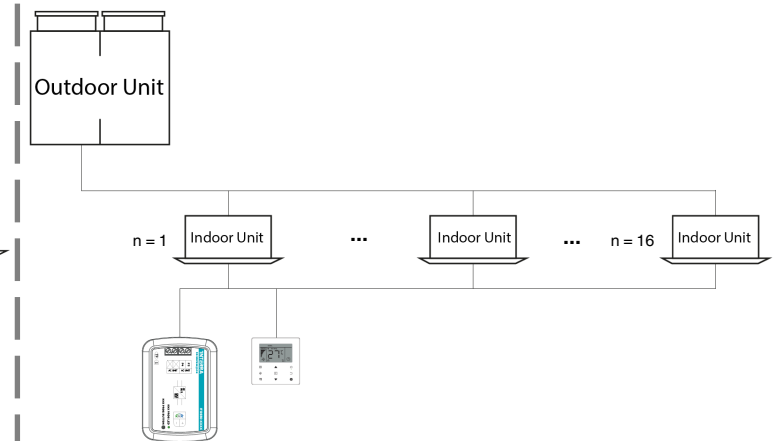 Outdoor Unit
n = 1
Indoor Unit
...
Indoor Unit
...
n = 16
Indoor Unit
27